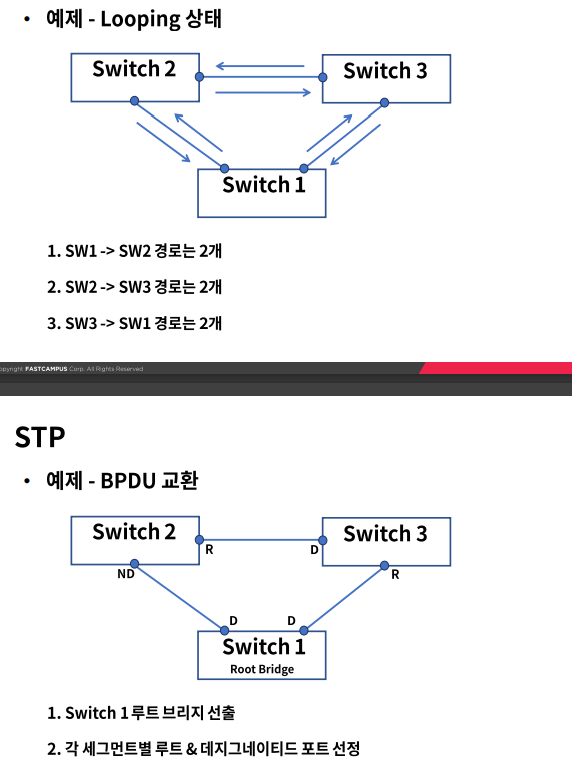 • 예제 - Looping 상태
Switch 2
Switch 3
Switch 1
1. SW1 -> SW2 경로는 2개
2. SW2 -> SW3 경로는 2개
3. SW3 -> SW1 경로는 2개
opyright FASTCAMPUS Corp. All Rights Reserved
STP
• 예제 - BPDU 교환
Switch 2
Switch 3
R
D
ND
R
D
D
Switch 1
Root Bridge
1. Switch 1 루트 브리지 선출
2. 각 세그먼트별 루트 & 데지그네이티드 포트 선정